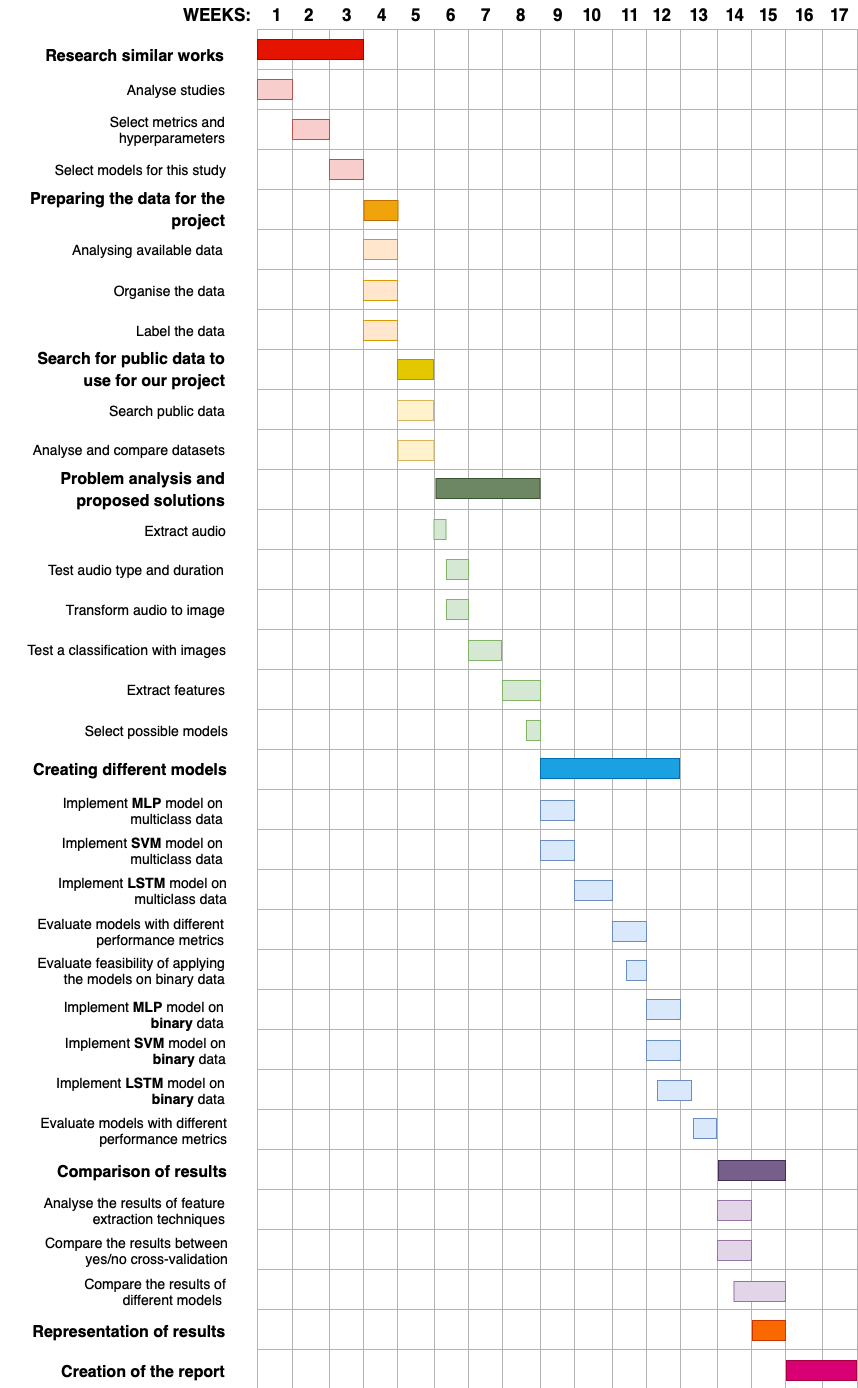 WEEKS: 1 2 3 4 5 6 7 8 9 10 11 12 13 14 15 16 17
Research similar works
Analyse studies
Select metrics and
hyperparameters
Select models for this study
Preparing the data for the
project
Analysing available data
Organise the data
Label the data
Search for public data to
use for our project
Search public data
Analyse and compare datasets
Problem analysis and
proposed solutions
Extract audio
Test audio type and duration
Transform audio to image
Test a classification with images
Extract features
Select possible models
Creating different models
Implement MLP model on
multiclass data
Implement SVM model on
multiclass data
Implement LSTM model on
multiclass data
Evaluate models with different
performance metrics
Evaluate feasibility of applying
the models on binary data
Implement MLP model on
binary data
Implement SVM model on
binary data
Implement LSTM model on
binary data
Evaluate models with different
performance metrics
Comparison of results
Analyse the results of feature
extraction techniques
Compare the results between
yes/no cross-validation
Compare the results of
different models
Representation of results
Creation of the report